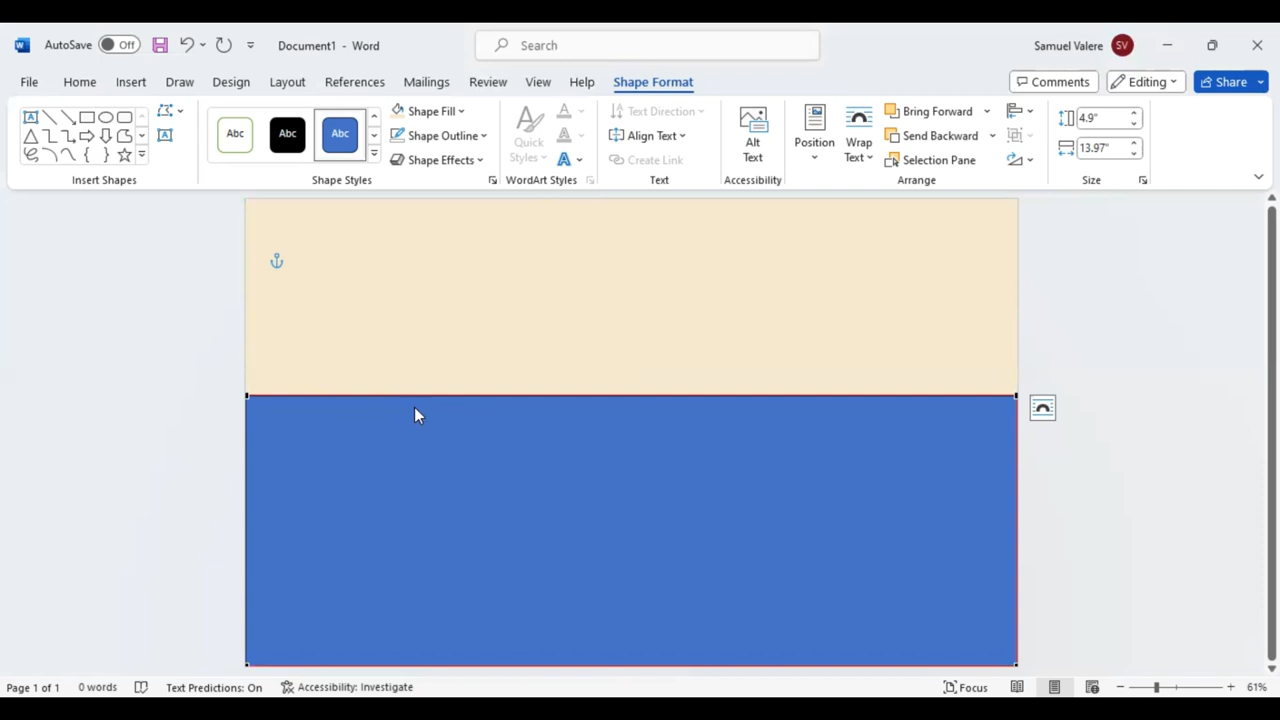 AutoSave Off Document1 - Word Search Samuel Valere SV
File Home Insert Draw Design Layout References Mailings Review View Help Shape Format Comments Editing Share
Abc Abc Abc Shape Fill Text Direction Bring Forward 4.9"
Shape Outline Quick Styles Align Text Alt Text Position Wrap Text Send Backward 13.97"
Shape Effects Create Link Selection Pane
Insert Shapes Shape Styles WordArt Styles Text Accessibility Arrange Size
Page 1 of 1 0 words Text Predictions: On Accessibility: Investigate Focus 61%